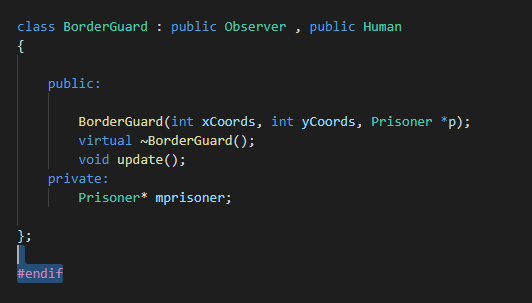 class BorderGuard : public Observer , public Human
{
public:
BorderGuard(int xCoords, int yCoords, Prisoner *p);
virtual ~BorderGuard();
void update();
private:
Prisoner* mprisoner;
};
#endif